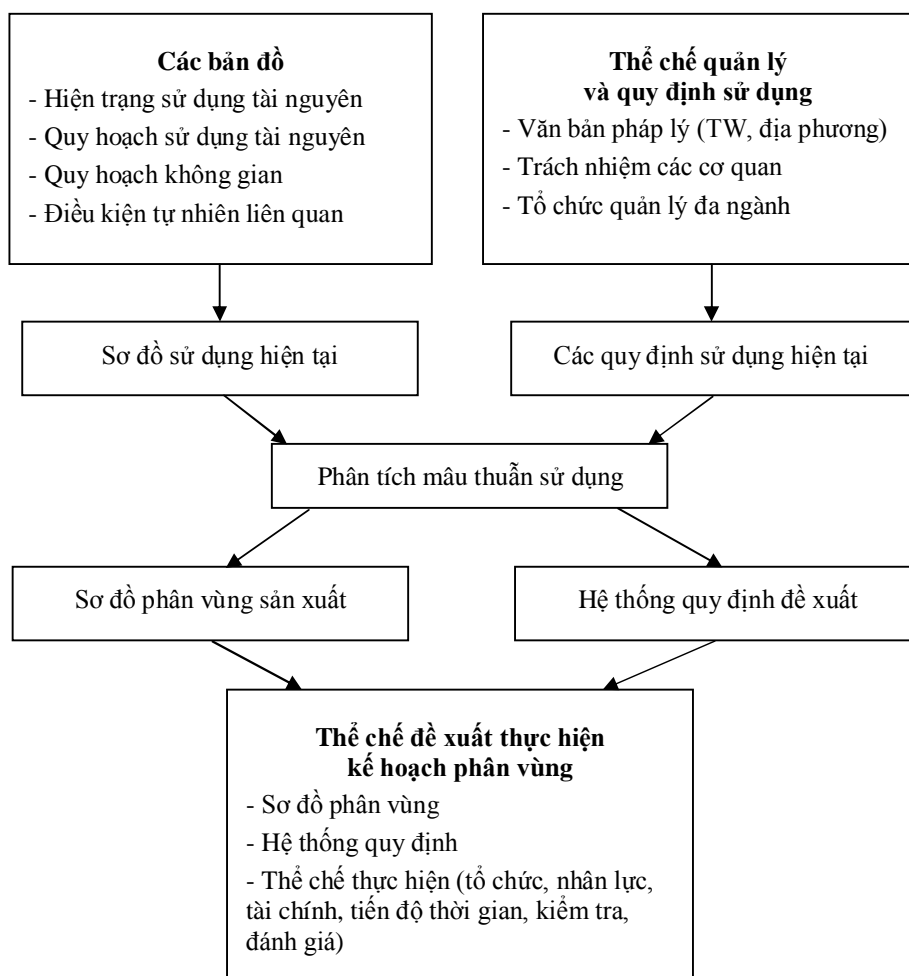 Các bản đồ
- Hiện trạng sử dụng tài nguyên
- Quy hoạch sử dụng tài nguyên
- Quy hoạch không gian
- Điều kiện tự nhiên liên quan
Thể chế quản lý
và quy định sử dụng
- Văn bản pháp lý (TW, địa phương)
- Trách nhiệm các cơ quan
- Tổ chức quản lý đa ngành
Sơ đồ sử dụng hiện tại
Các quy định sử dụng hiện tại
Phân tích mâu thuẫn sử dụng
Sơ đồ phân vùng sản xuất
Hệ thống quy định đề xuất
Thể chế đề xuất thực hiện
kế hoạch phân vùng
- Sơ đồ phân vùng
- Hệ thống quy định
- Thể chế thực hiện (tổ chức, nhân lực,
tài chính, tiến độ thời gian, kiểm tra,
đánh giá)